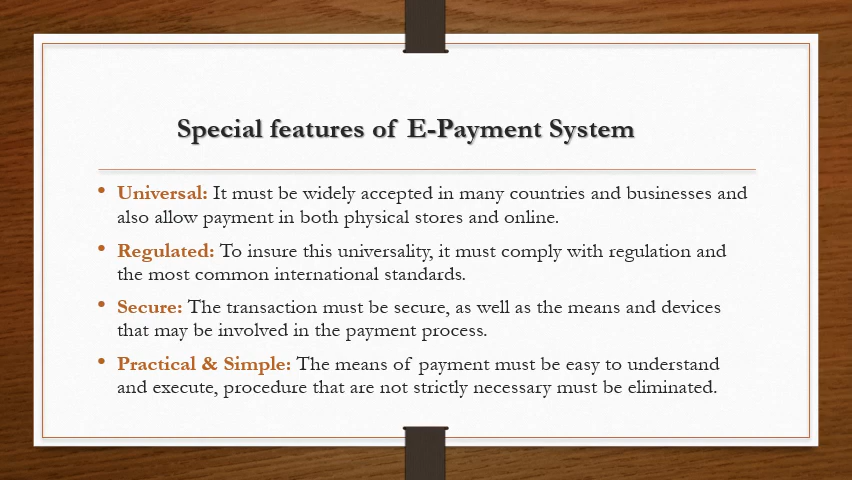 Special features of E-Payment System
• Universal: It must be widely accepted in many countries and businesses and
also allow payment in both physical stores and online.
• Regulated: To insure this universality, it must comply with regulation and
the most common international standards.
• Secure: The transaction must be secure, as well as the means and devices
that may be involved in the payment process.
• Practical & Simple: The means of payment must be easy to understand
and execute, procedure that are not strictly necessary must be eliminated.